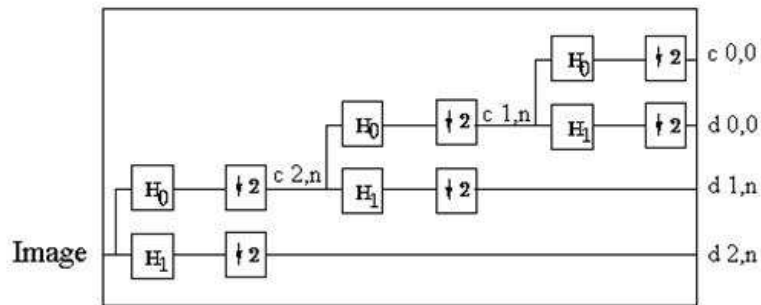 H0 ↓2 c 0,0
H0 ↓2 c 1,n H1 ↓2 d 0,0
H0 ↓2 c 2,n H1 ↓2 d 1,n
Image H1 ↓2 d 2,n